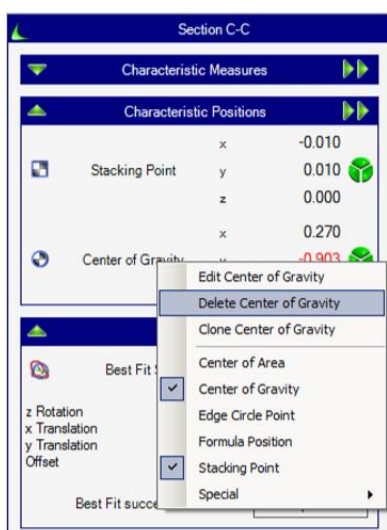 Section C-C
Characteristic Measures
Characteristic Positions
x -0.010
Stacking Point y 0.010
z 0.000
x 0.270
Center of Gravity y -0.903
Edit Center of Gravity
Delete Center of Gravity
Clone Center of Gravity
Center of Area
Center of Gravity
Edge Circle Point
Formula Position
Stacking Point
Special
Best Fit
z Rotation
x Translation
y Translation
Offset
Best Fit